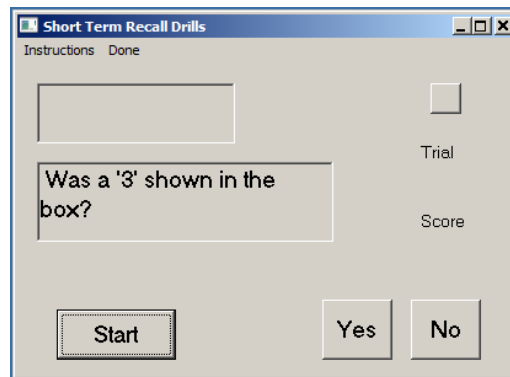 Short Term Recall Drills
Instructions Done
Trial
Was a '3' shown in the
box?
Score
Start
Yes No